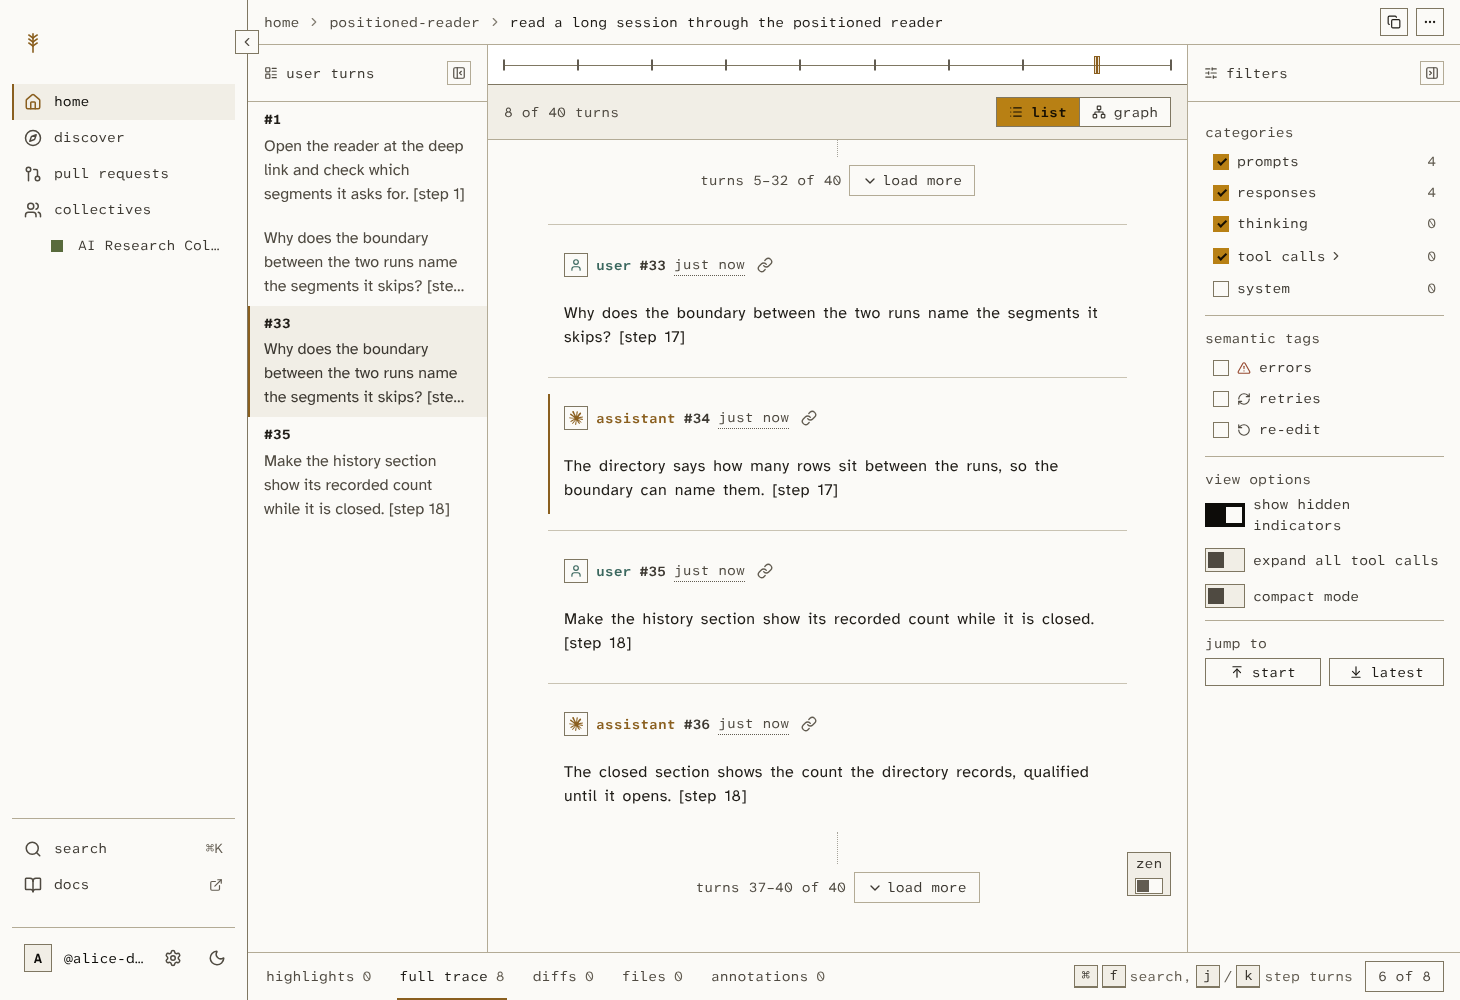 home
discover
pull requests
collectives
AI Research Col…
search ⌘K
docs
A @alice-d…
home > positioned-reader > read a long session through the positioned reader
user turns
#1
Open the reader at the deep
link and check which
segments it asks for. [step 1]
Why does the boundary
between the two runs name
the segments it skips? [ste…
#33
Why does the boundary
between the two runs name
the segments it skips? [ste…
#35
Make the history section
show its recorded count
while it is closed. [step 18]
8 of 40 turns
list
graph
turns 5–32 of 40 load more
user #33 just now
Why does the boundary between the two runs name the segments it
skips? [step 17]
assistant #34 just now
The directory says how many rows sit between the runs, so the
boundary can name them. [step 17]
user #35 just now
Make the history section show its recorded count while it is closed.
[step 18]
assistant #36 just now
The closed section shows the count the directory records, qualified
until it opens. [step 18]
turns 37–40 of 40 load more
zen
filters
categories
prompts 4
responses 4
thinking 0
tool calls > 0
system 0
semantic tags
errors
retries
re-edit
view options
show hidden
indicators
expand all tool calls
compact mode
jump to
start
latest
highlights 0 full trace 8 diffs 0 files 0 annotations 0
⌘ f search, j / k step turns 6 of 8